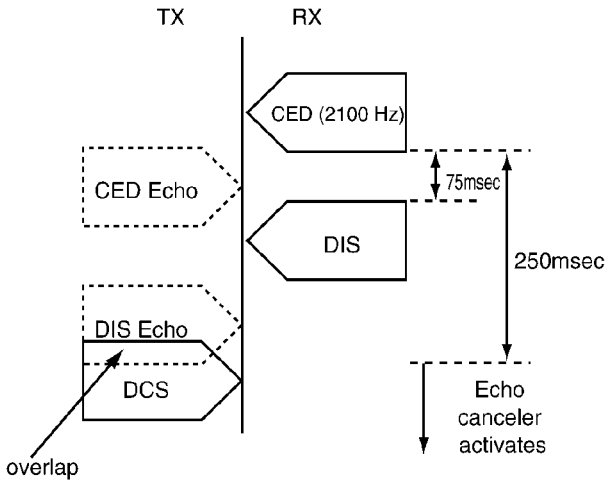 TX
RX
CED (2100 Hz)
CED Echo
75msec
DIS
250msec
DIS Echo
DCS
Echo
canceler
activates
overlap